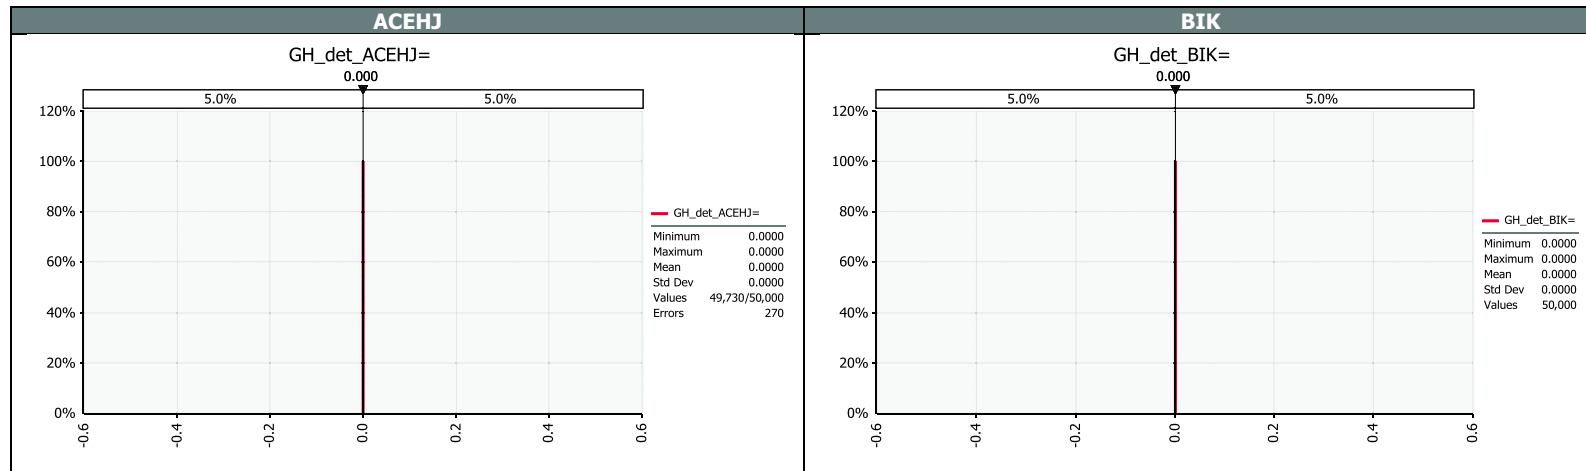 ACEHJ
GH_det_ACEHJ=
0.000
5.0% 5.0%
120%
100%
80%
60%
40%
20%
0%
-0.6 -0.4 -0.2 0.0 0.2 0.4 0.6
GH_det_ACEHJ=
Minimum 0.0000
Maximum 0.0000
Mean 0.0000
Std Dev 0.0000
Values 49,730/50,000
Errors 270
BIK
GH_det_BIK=
0.000
5.0% 5.0%
120%
100%
80%
60%
40%
20%
0%
-0.6 -0.4 -0.2 0.0 0.2 0.4 0.6
GH_det_BIK=
Minimum 0.0000
Maximum 0.0000
Mean 0.0000
Std Dev 0.0000
Values 50,000